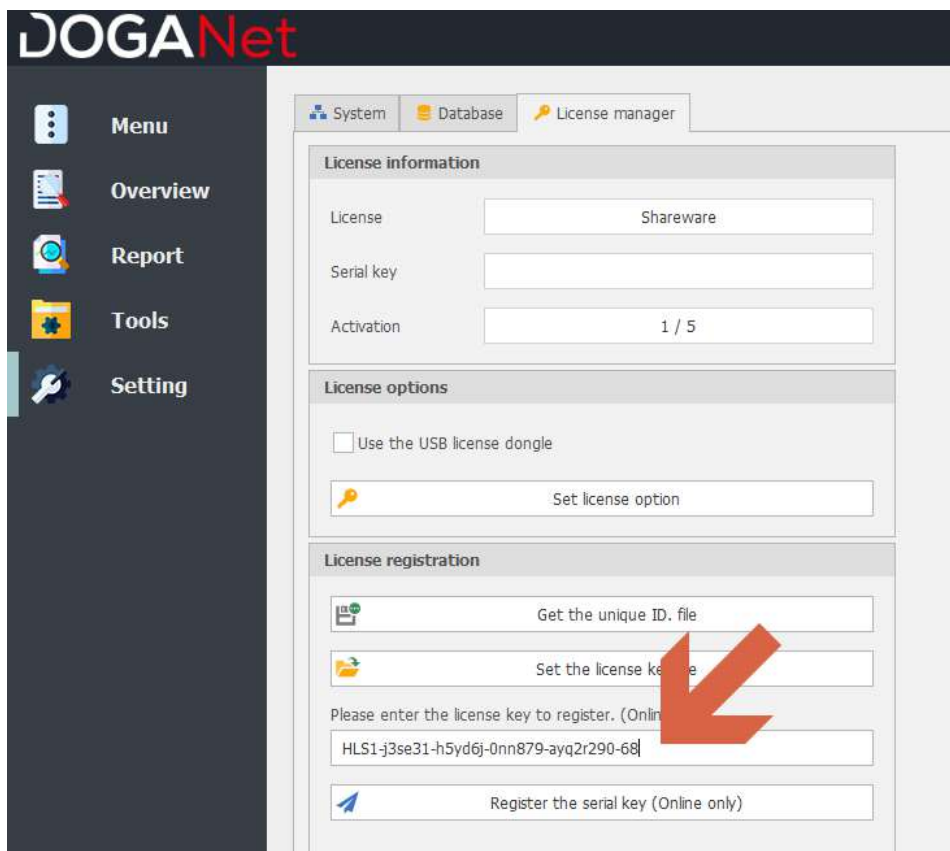 DOGANet
Menu
Overview
Report
Tools
Setting
System
Database
License manager
License information
License
Shareware
Serial key
Activation
1 / 5
License options
Use the USB license dongle
Set license option
License registration
Get the unique ID. file
Set the license
Please enter the license key to register.
HLS1-j3se31-h5yd6j-0nn879-ayq2r290-68
Register the serial key (Online only)